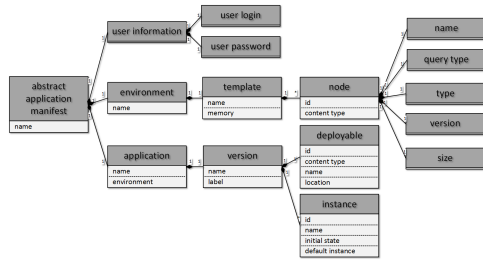 user login
user information
user password
name
query type
type
version
size
abstract
application
manifest
name
environment
name
template
name
memory
node
id
content type
application
name
environment
version
name
label
deployable
id
content type
name
location
instance
id
name
initial state
default instance